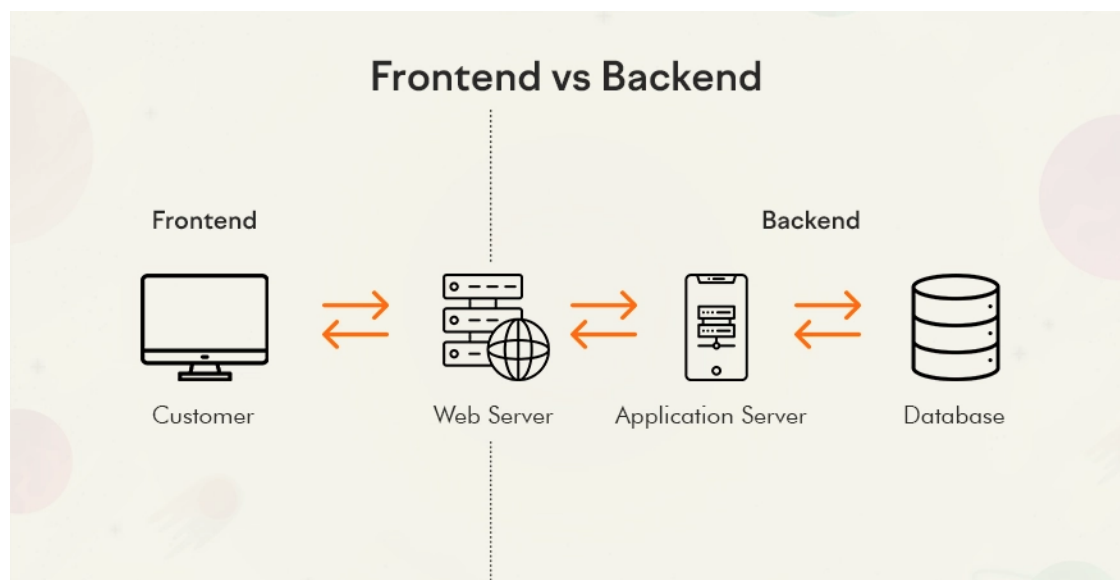 Frontend vs Backend
Frontend
Backend
Customer
Web Server
Application Server
Database